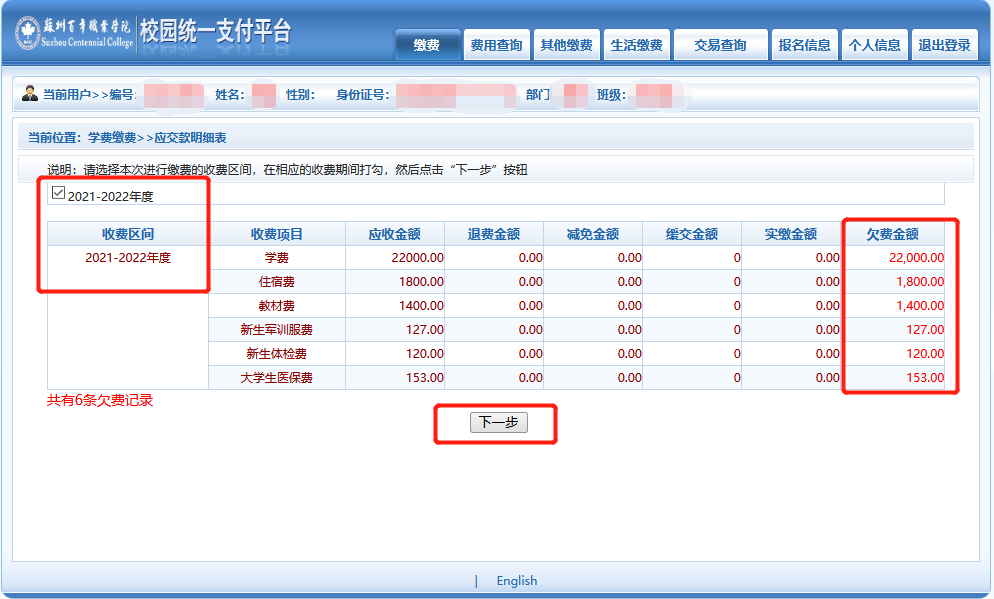 蘇州百年職業学院 校园统一支付平台
Suzhou Centennial College
缴费 费用查询 其他缴费 生活缴费 交易查询 报名信息 个人信息 退出登录
当前用户>>编号: 姓名: 性别: 身份证号: 部门 班级:
当前位置: 学费缴费>>应交款明细表
说明: 请选择本次进行缴费的收费区间, 在相应的收费期间打勾, 然后点击“下一步”按钮
2021-2022年度
收费区间 收费项目 应收金额 退费金额 减免金额 缓交金额 实缴金额 欠费金额
2021-2022年度 学费 22000.00 0.00 0.00 0 0.00 22,000.00
住宿费 1800.00 0.00 0.00 0 0.00 1,800.00
教材费 1400.00 0.00 0.00 0 0.00 1,400.00
新生军训服费 127.00 0.00 0.00 0 0.00 127.00
新生体检费 120.00 0.00 0.00 0 0.00 120.00
大学生医保费 153.00 0.00 0.00 0 0.00 153.00
共有6条欠费记录
下一步
| English